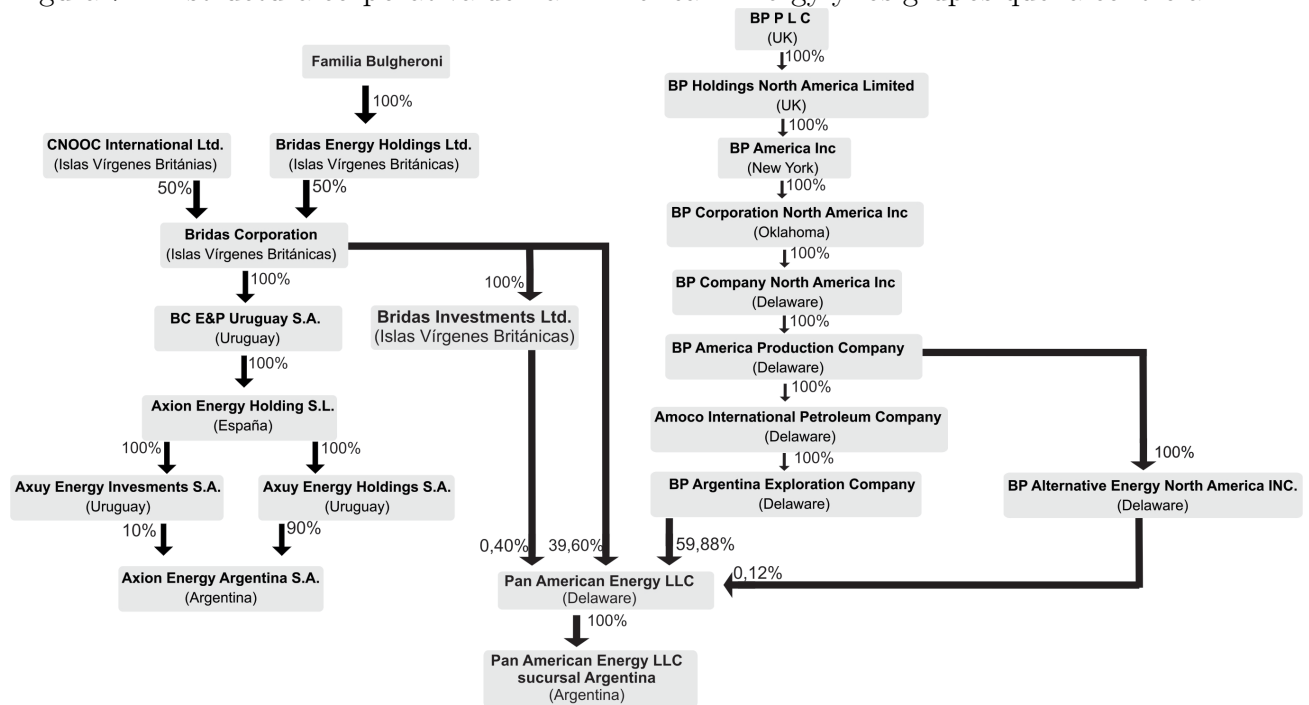 Familia Bulgheroni
100%
CNOOC International Ltd.
(Islas Vírgenes Británias)
50%
Bridas Energy Holdings Ltd.
(Islas Vírgenes Británicas)
50%
Bridas Corporation
(Islas Vírgenes Británicas)
100%
100%
BC E&P Uruguay S.A.
(Uruguay)
Bridas Investments Ltd.
(Islas Vírgenes Británicas)
100%
Axion Energy Holding S.L.
(España)
100%
100%
Axuy Energy Invesments S.A.
(Uruguay)
Axuy Energy Holdings S.A.
(Uruguay)
10%
90%
Axion Energy Argentina S.A.
(Argentina)
BP P L C
(UK)
100%
BP Holdings North America Limited
(UK)
100%
BP America Inc
(New York)
100%
BP Corporation North America Inc
(Oklahoma)
100%
BP Company North America Inc
(Delaware)
100%
BP America Production Company
(Delaware)
100%
Amoco International Petroleum Company
(Delaware)
100%
100%
BP Argentina Exploration Company
(Delaware)
BP Alternative Energy North America INC.
(Delaware)
0,40%
39,60%
59,88%
0,12%
Pan American Energy LLC
(Delaware)
100%
Pan American Energy LLC
sucursal Argentina
(Argentina)